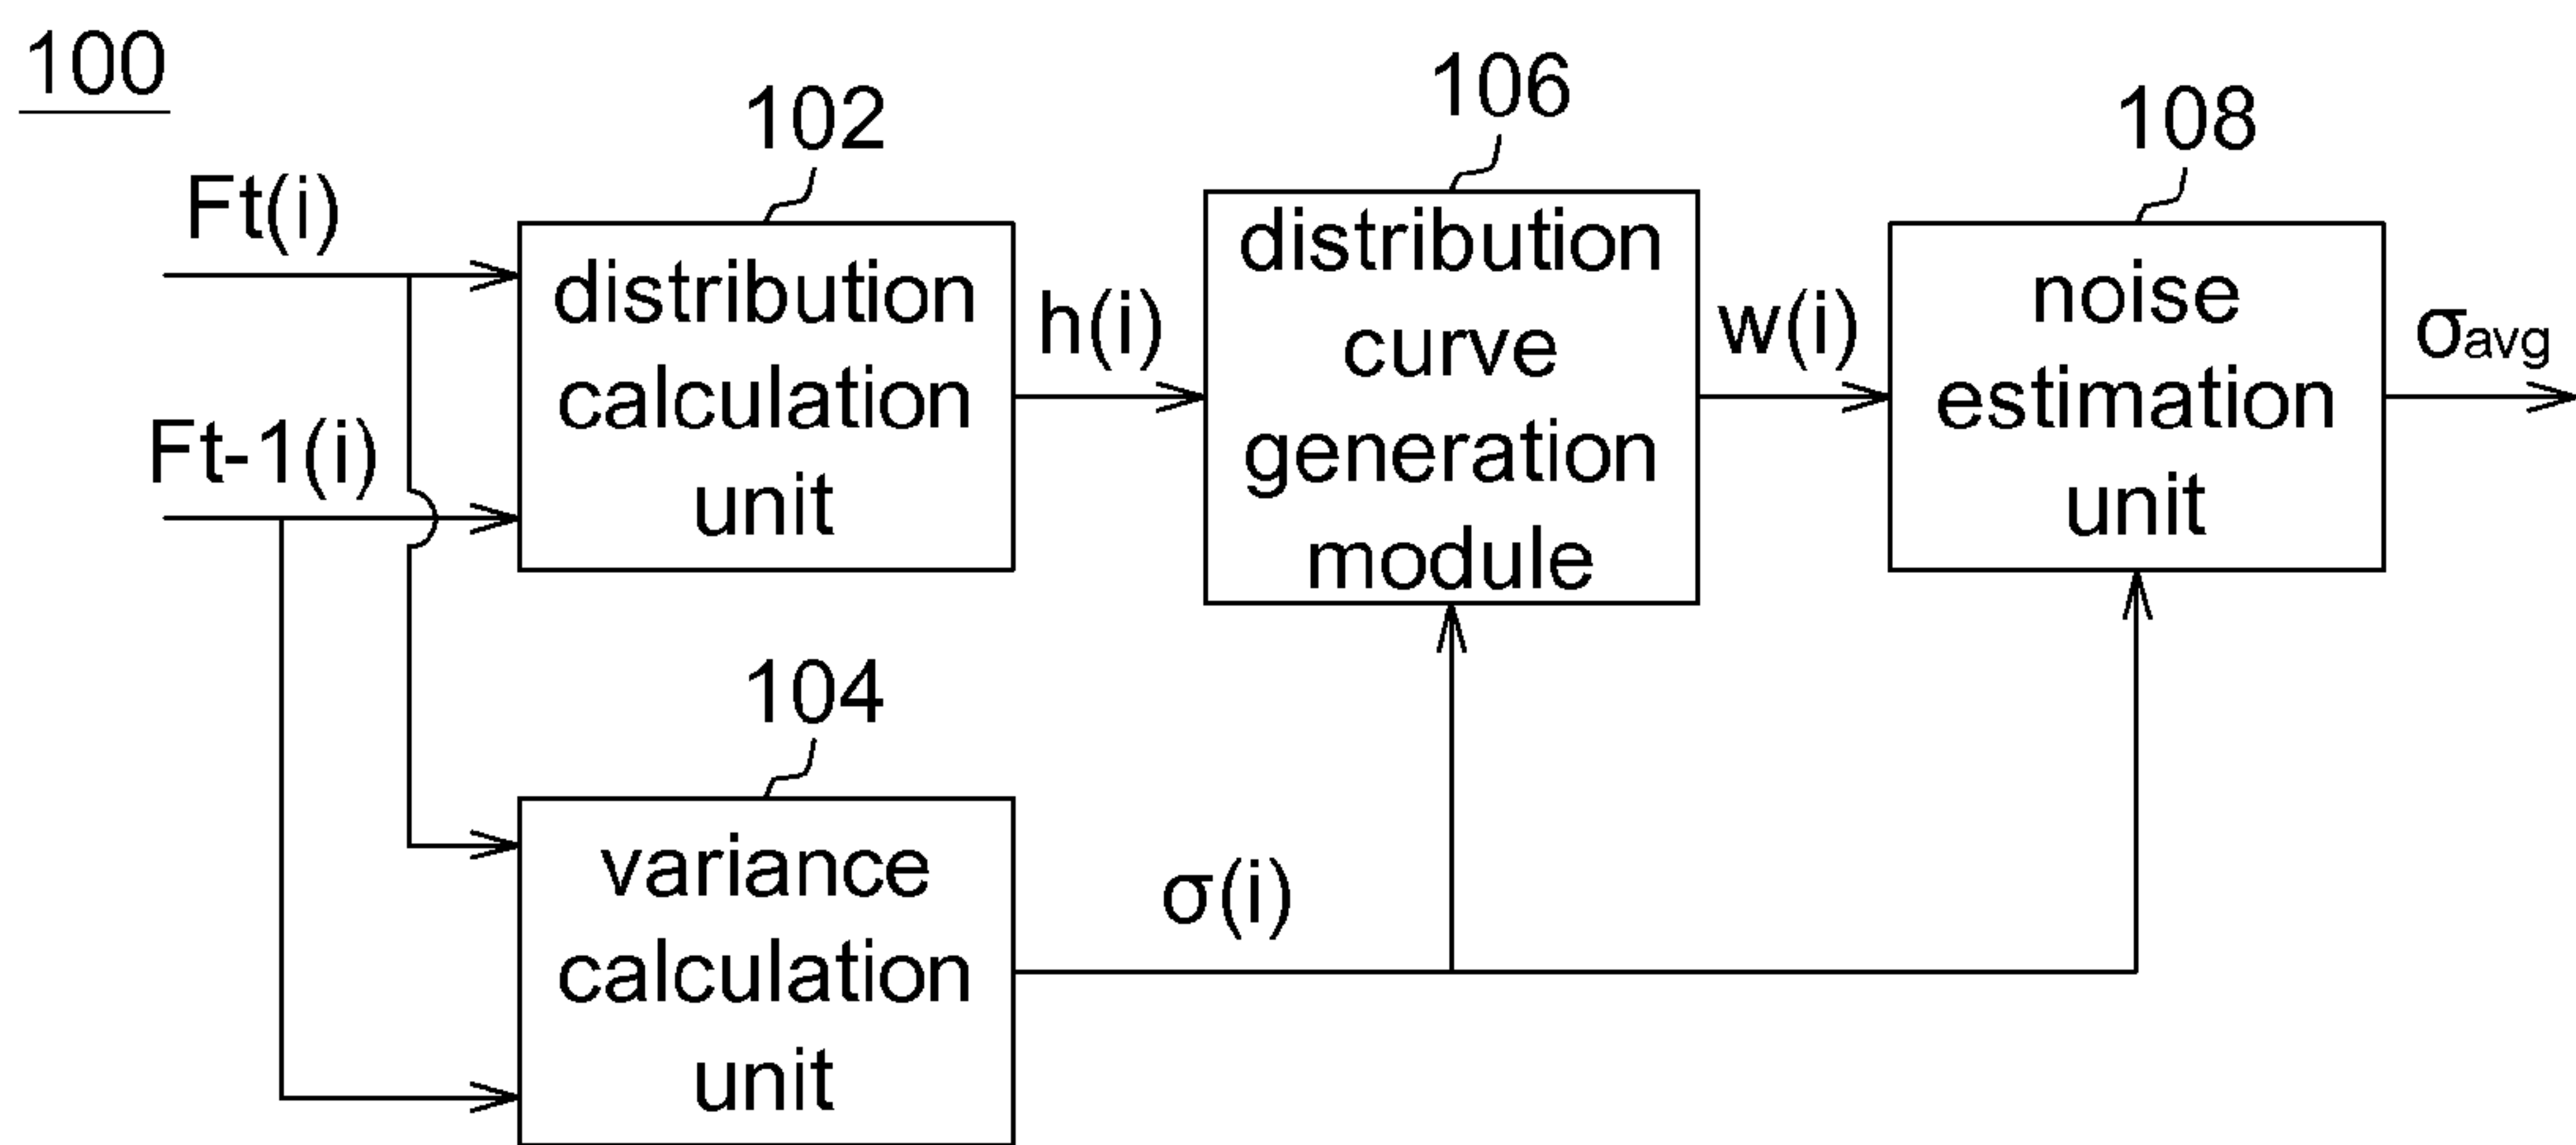 100
102
106
108
Ft(i)
Ft-1(i)
distribution
calculation
unit
h(i)
distribution
curve
generation
module
w(i)
noise
estimation
unit
σavg
104
variance
calculation
unit
σ(i)